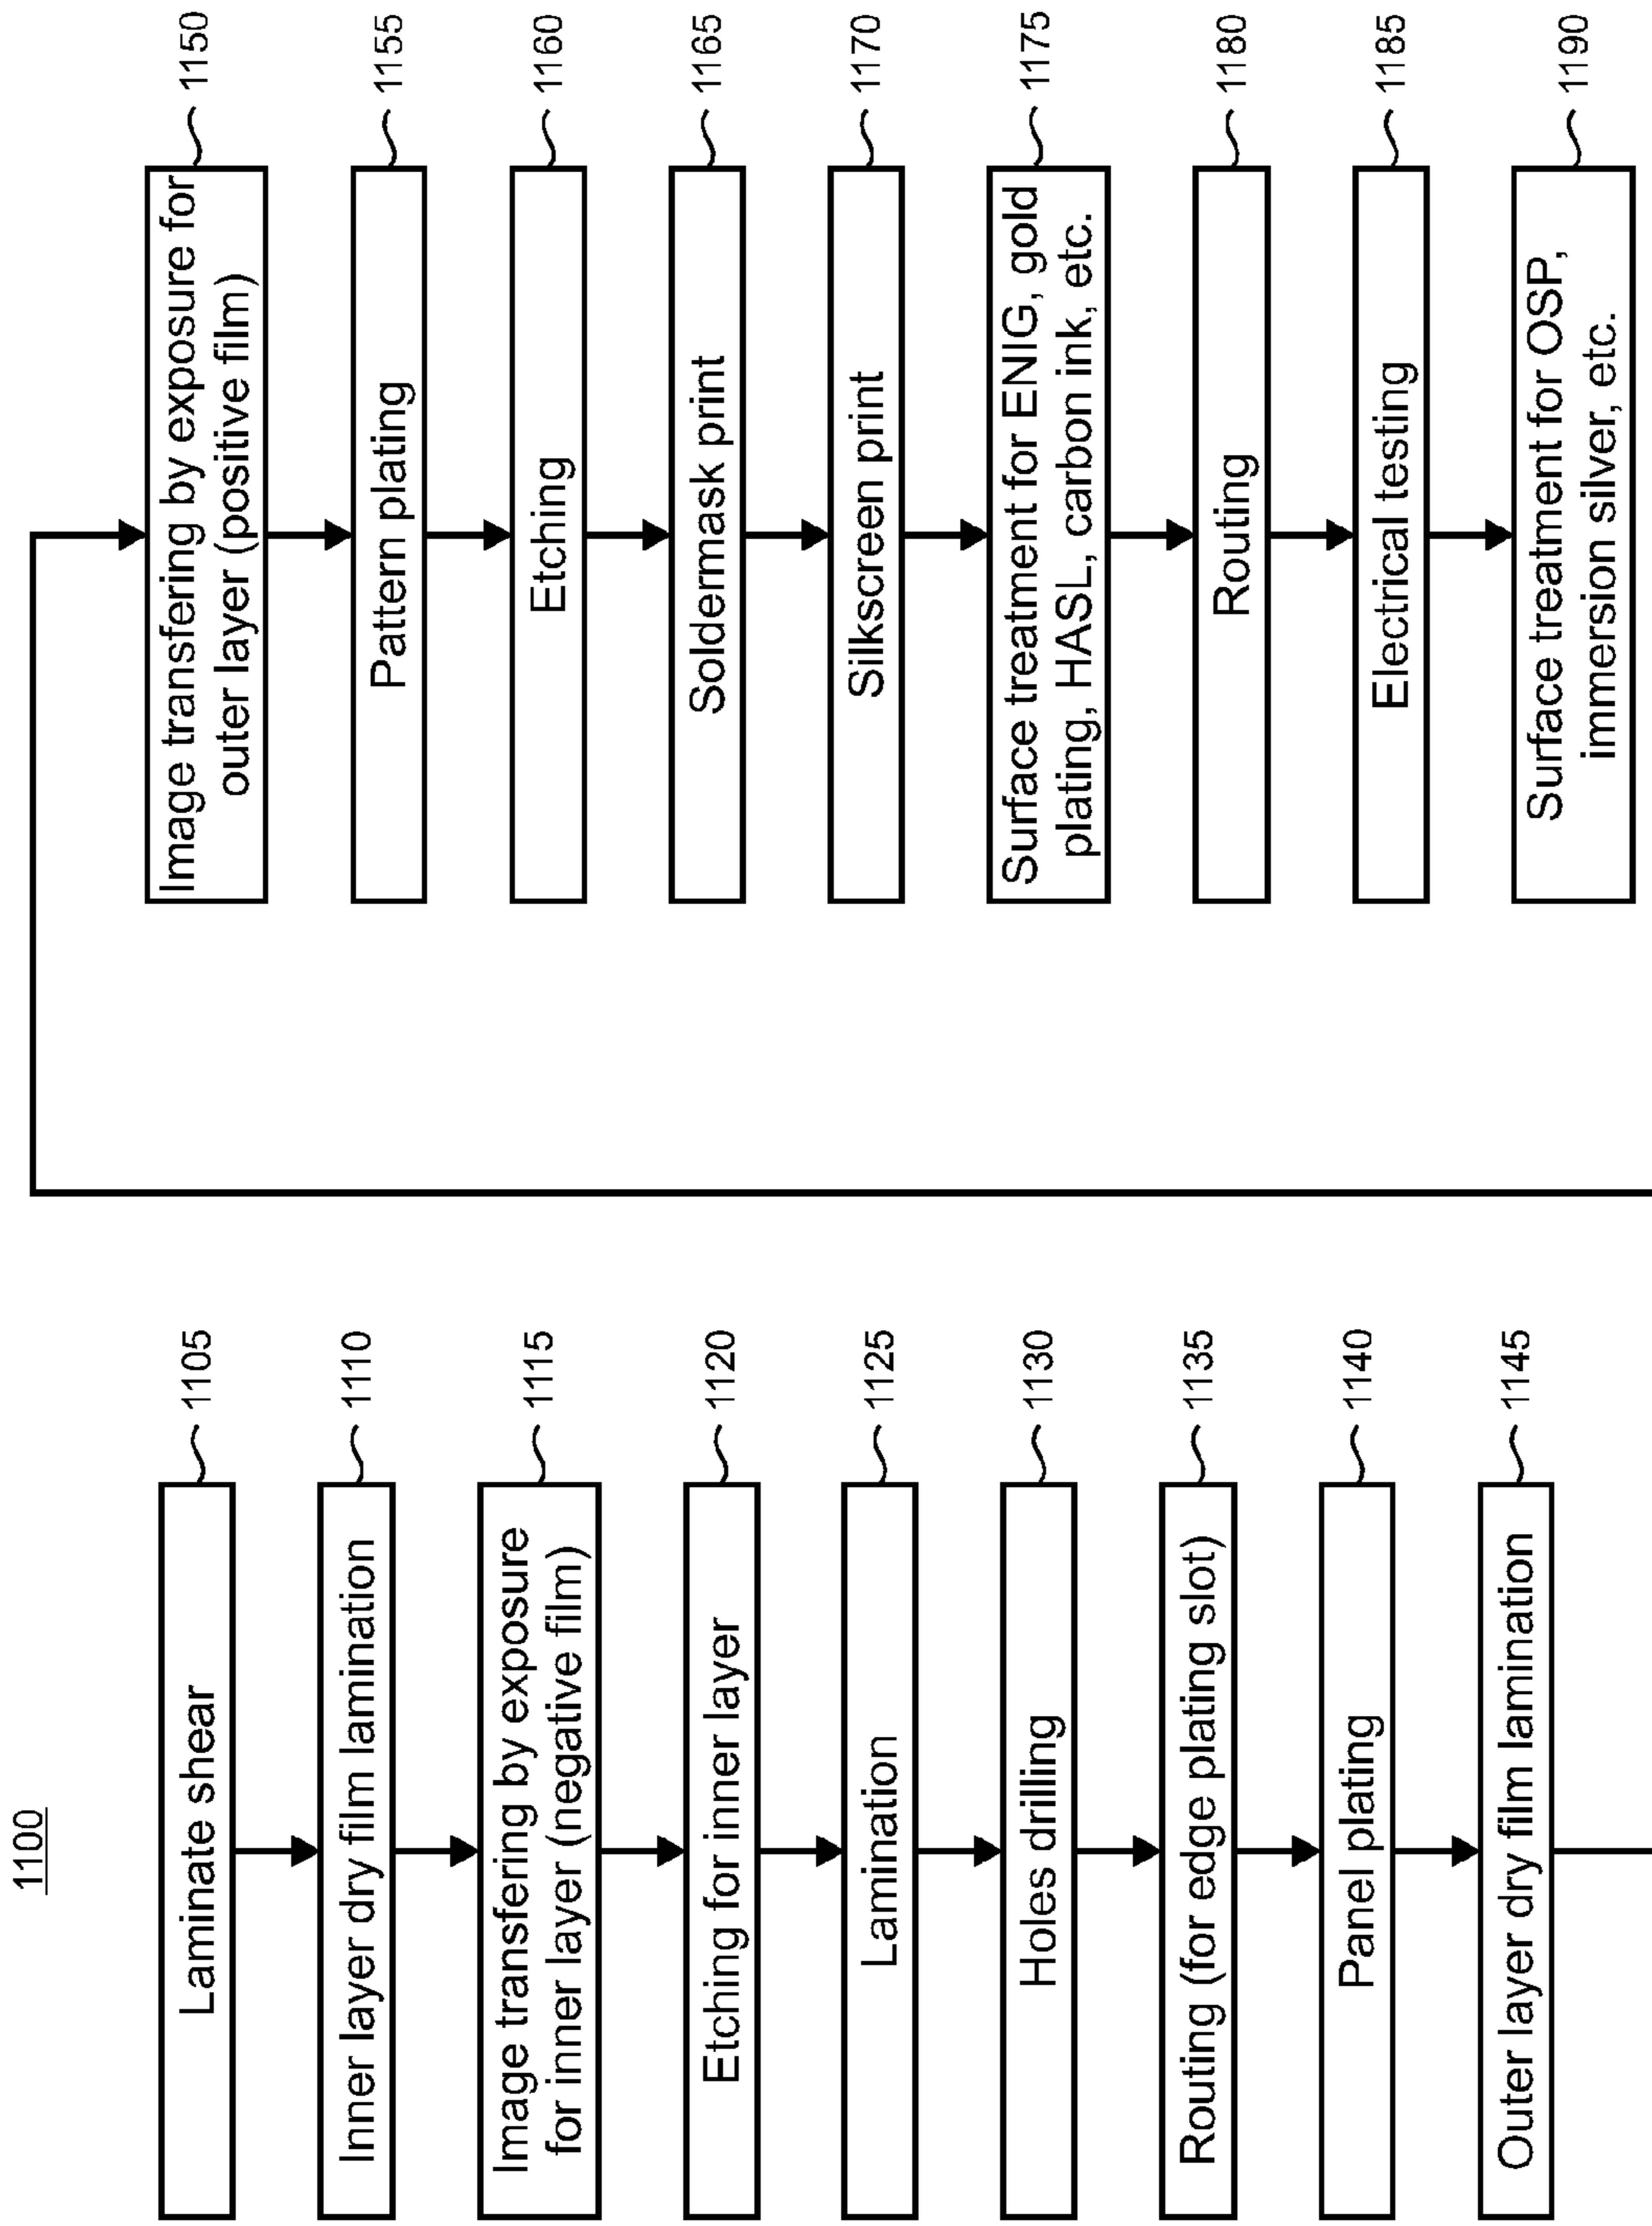 1100
Laminate shear
1105
Inner layer dry film lamination
1110
Image transfering by exposure
for inner layer (negative film)
1115
Etching for inner layer
1120
Lamination
1125
Holes drilling
1130
Routing (for edge plating slot)
1135
Panel plating
1140
Outer layer dry film lamination
1145
Image transfering by exposure for
outer layer (positive film)
1150
Pattern plating
1155
Etching
1160
Soldermask print
1165
Silkscreen print
1170
Surface treatment for ENIG, gold
plating, HASL, carbon ink, etc.
1175
Routing
1180
Electrical testing
1185
Surface treatment for OSP,
immersion silver, etc.
1190